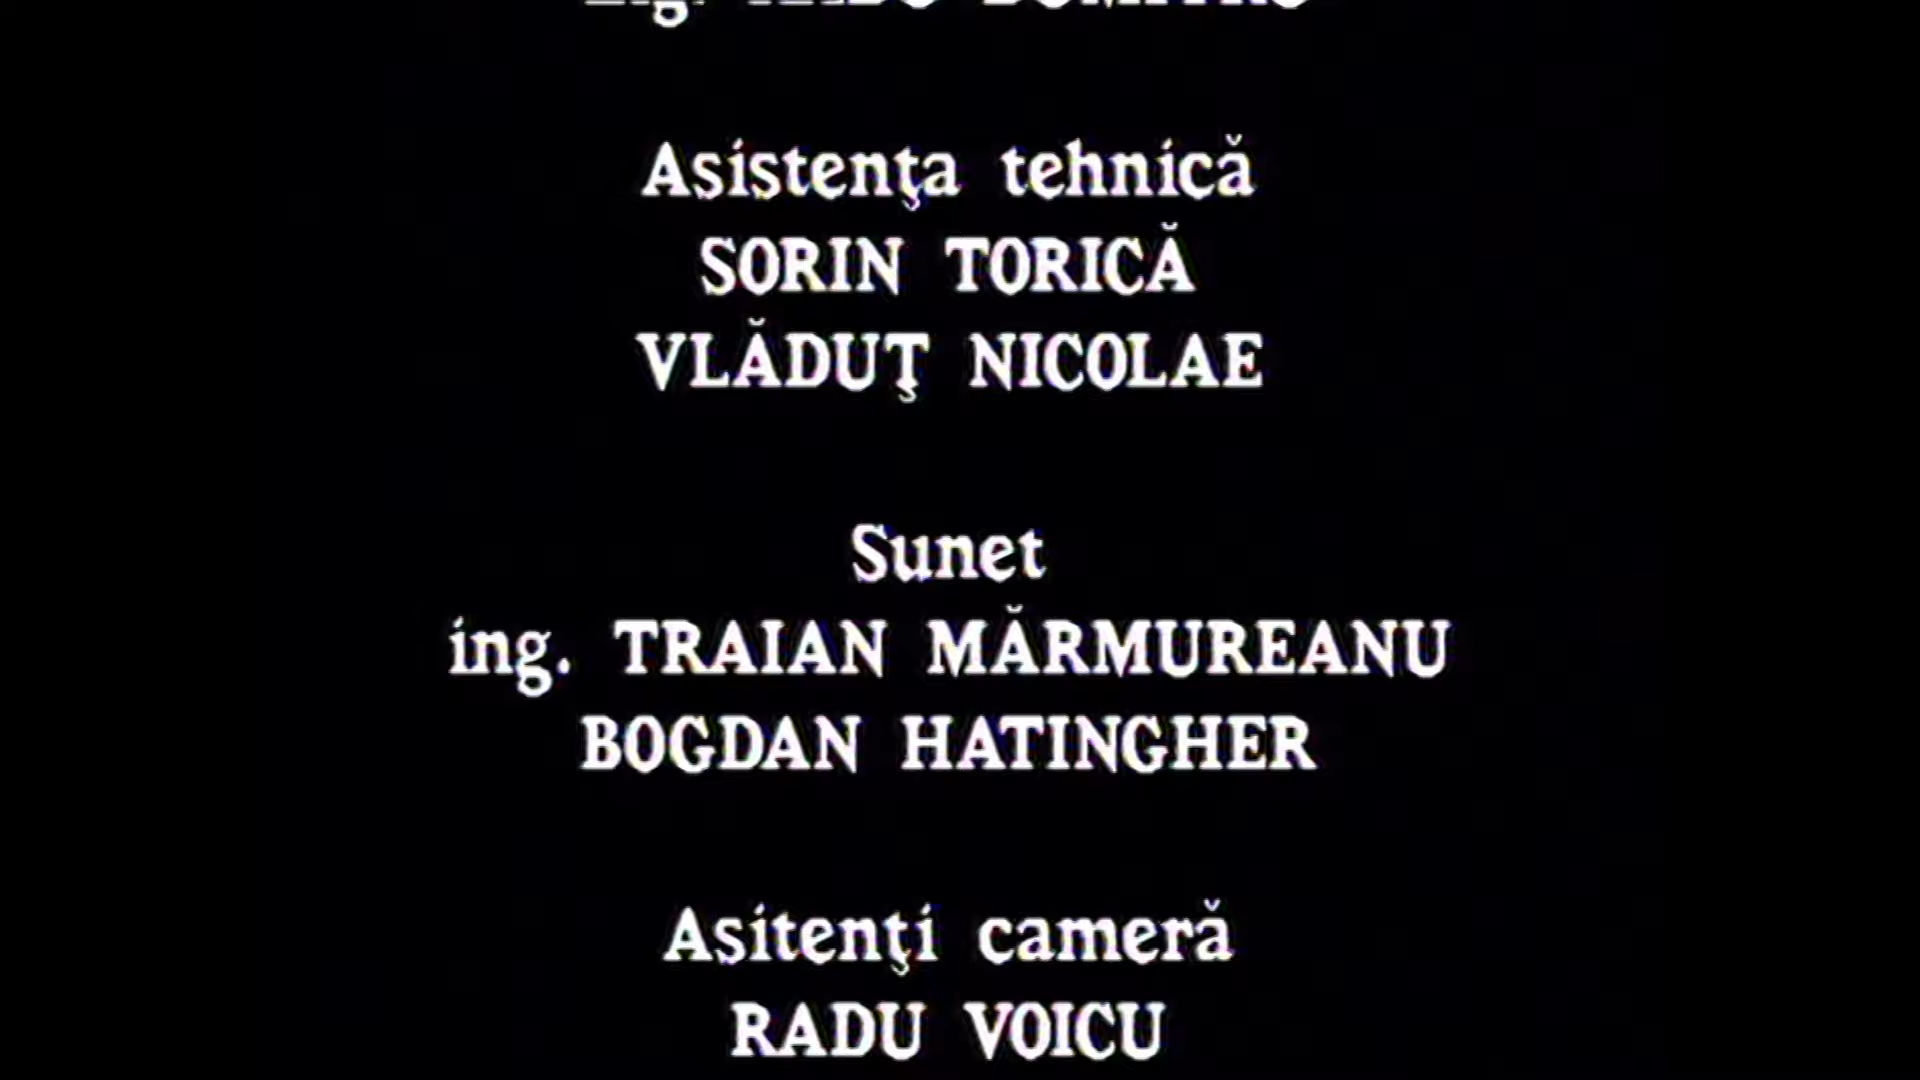 Asistenţa tehnică
SORIN TORICĂ
VLĂDUŢ NICOLAE
Sunet
ing. TRAIAN MĂRMUREANU
BOGDAN HATINGHER
Asitenţi cameră
RADU VOICU